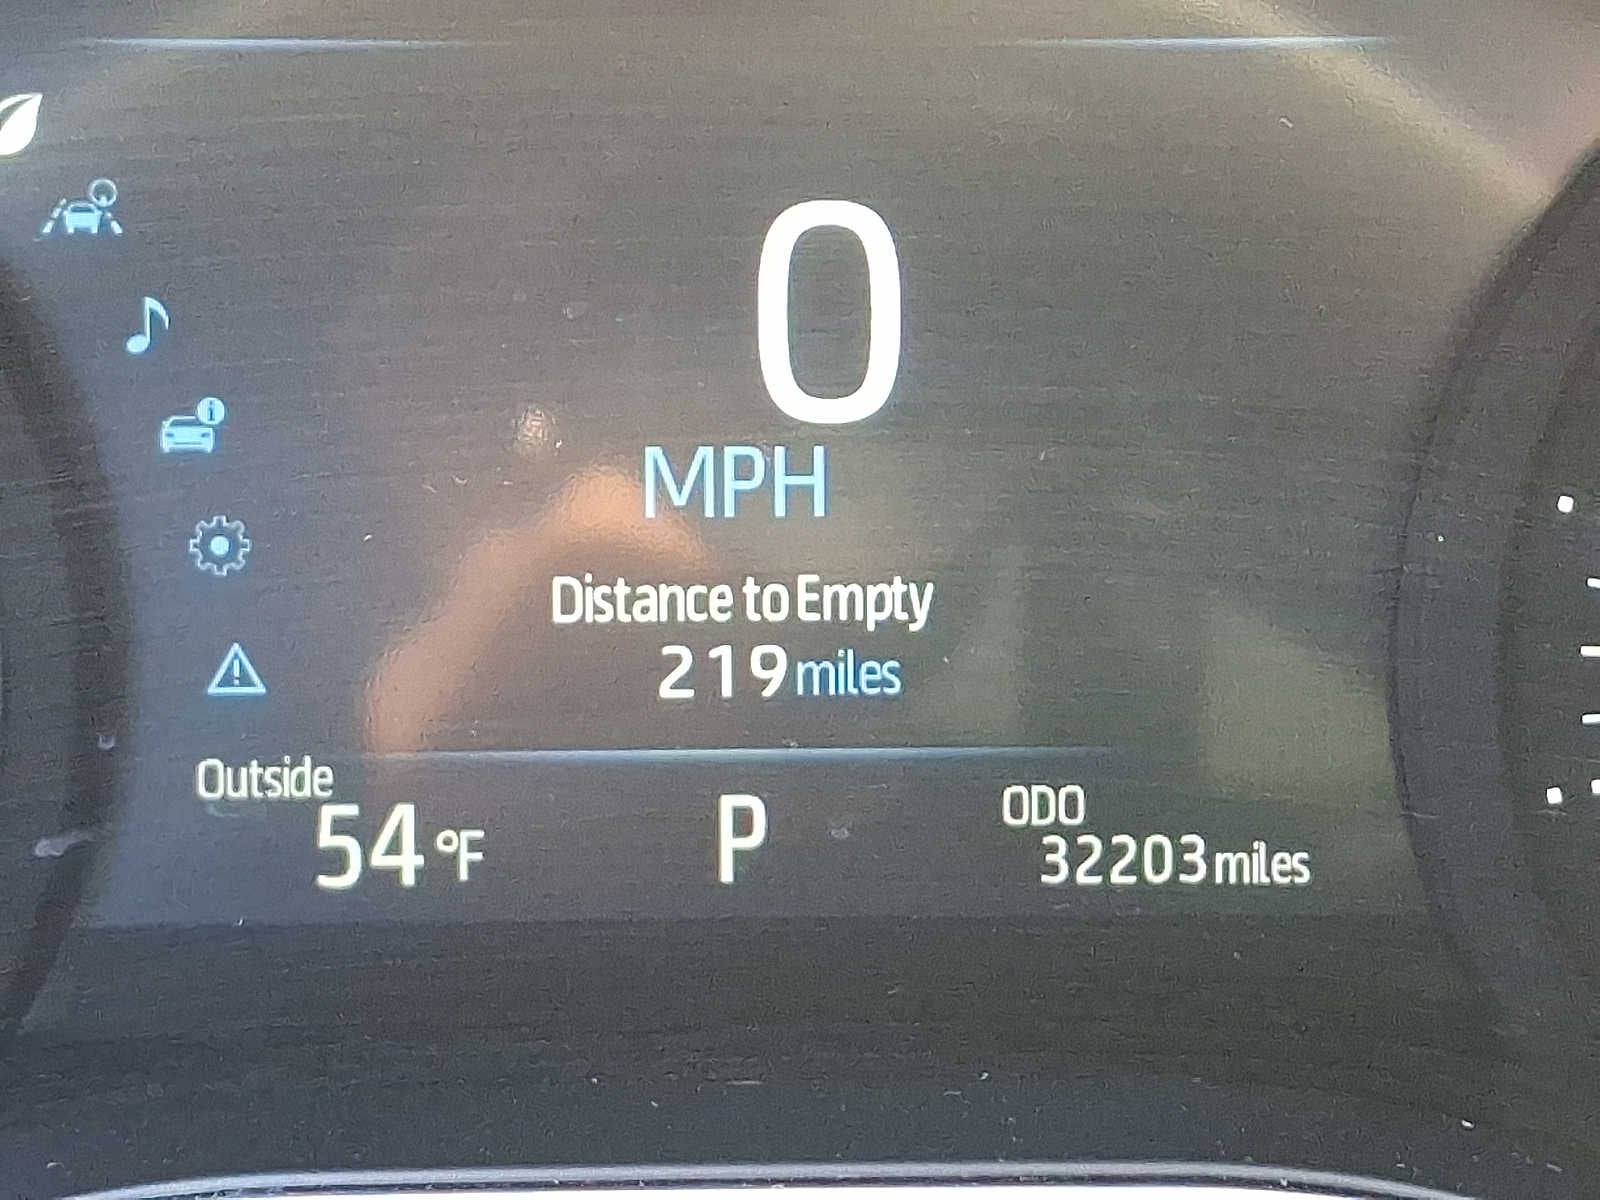 0
MPH
Distance to Empty
219 miles
Outside
54 °F
P
ODO
32203 miles